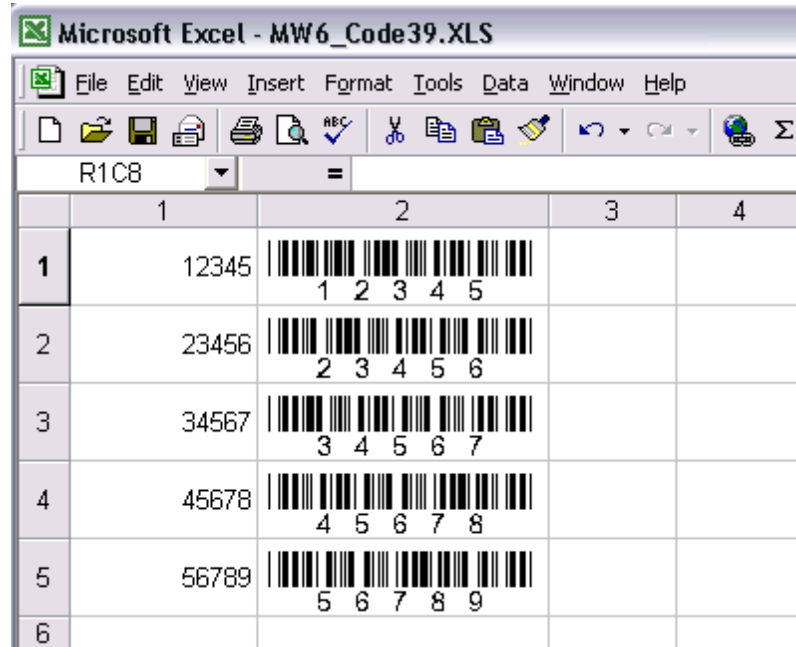 Microsoft Excel - MW6_Code39.XLS
File Edit View Insert Format Tools Data Window Help
ABC Σ
R1C8 =
1 2 3 4
1 12345
1 2 3 4 5
2 23456
2 3 4 5 6
3 34567
3 4 5 6 7
4 45678
4 5 6 7 8
5 56789
5 6 7 8 9
6